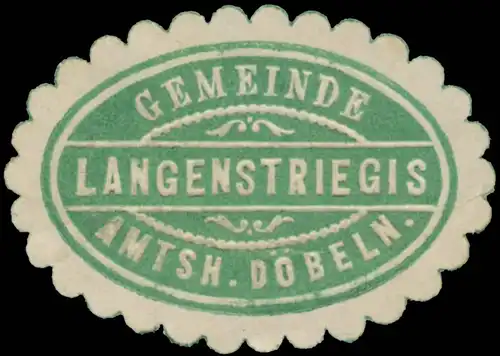 GEMEINDE
LANGENSTRIEGIS
AMTSH. DÖBELN.